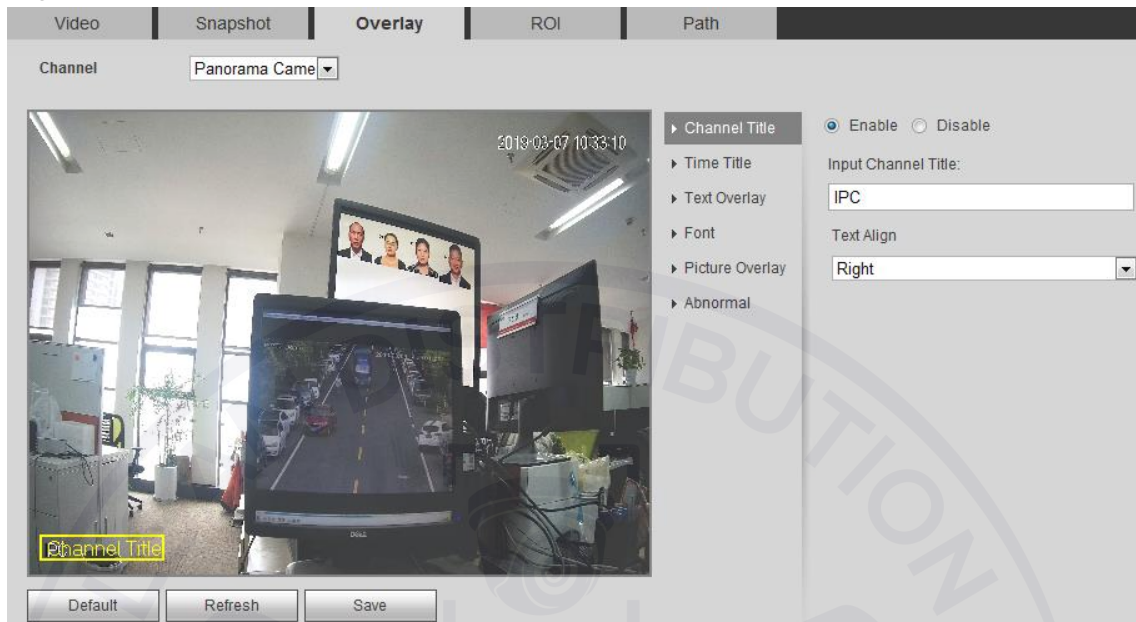 Video Snapshot Overlay ROI Path
Channel Panorama Came
2019-03-07 10:33:10
Channel Title
DELL
Channel Title
Time Title
Text Overlay
Font
Picture Overlay
Abnormal
Enable Disable
Input Channel Title:
IPC
Text Align
Right
Default Refresh Save
DISTRIBUTION